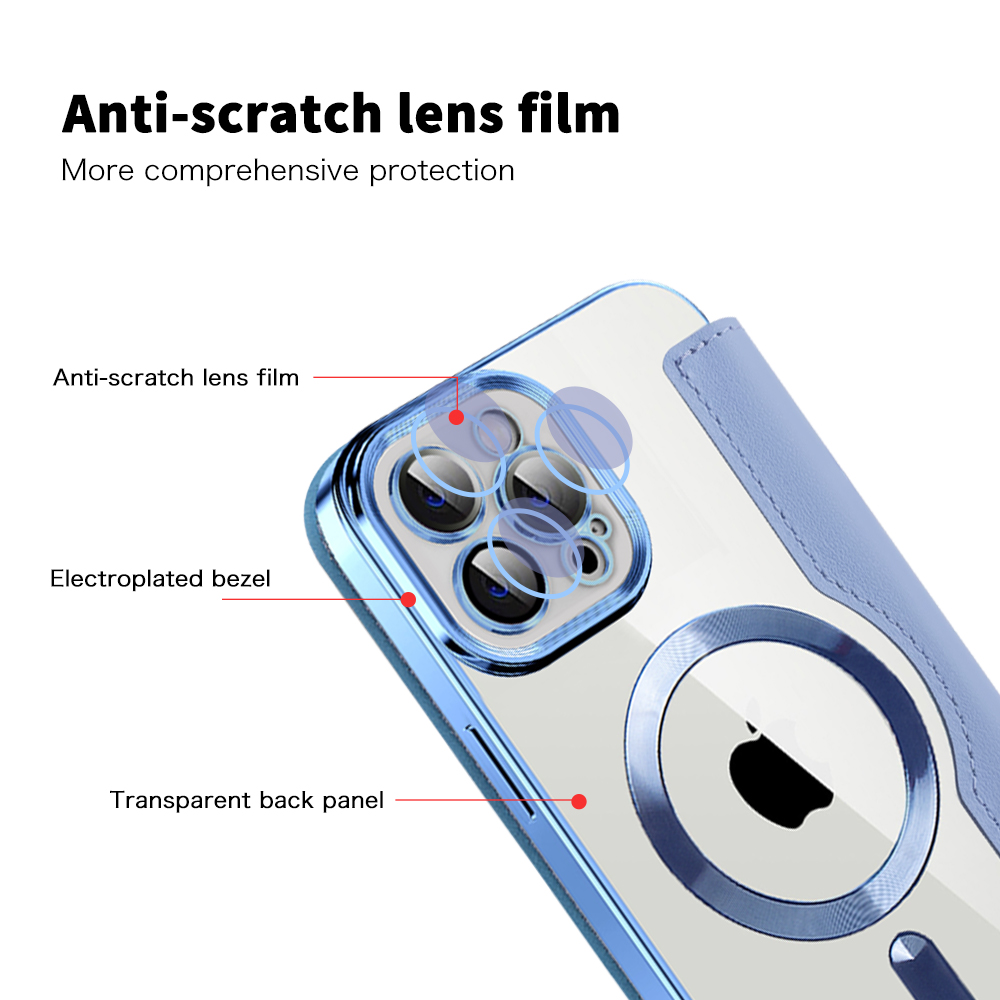 Anti-scratch lens film
More comprehensive protection
Anti-scratch lens film
Electroplated bezel
Transparent back panel